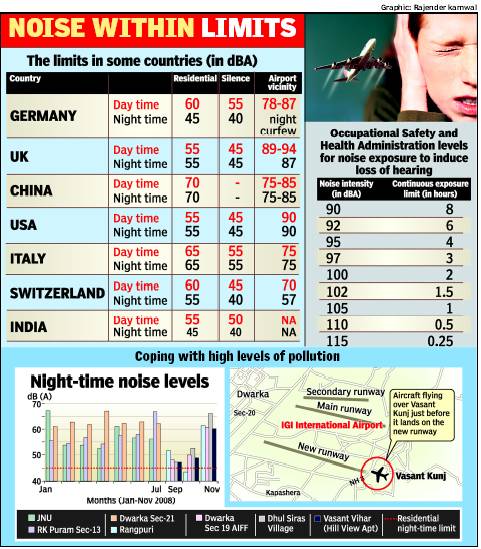 Graphic: Rajender karnwal
NOISE WITHIN LIMITS
The limits in some countries (in dBA)
Country Residential Silence Airport vicinity
GERMANY Day time 60 55 78-87
Night time 45 40 night curfew
UK Day time 55 45 89-94
Night time 55 45 87
CHINA Day time 70 - 75-85
Night time 70 - 75-85
USA Day time 55 45 90
Night time 55 45 90
ITALY Day time 65 55 75
Night time 65 55 75
SWITZERLAND Day time 60 45 70
Night time 55 40 57
INDIA Day time 55 50 NA
Night time 45 40 NA
Occupational Safety and
Health Administration levels
for noise exposure to induce
loss of hearing
Noise intensity (in dBA) Continuous exposure limit (in hours)
90 8
92 6
95 4
97 3
100 2
102 1.5
105 1
110 0.5
115 0.25
Coping with high levels of pollution
Night-time noise levels
dB (A)
70
60
50
40
Jan Jul Sep Nov
Months (Jan-Nov 2008)
Dwarka
Sec-20
Secondary runway
Main runway
IGI International Airport
New runway
NH 8
Kapashera
Vasant Kunj
Aircraft flying
over Vasant
Kunj just before
it lands on the
new runway
JNU
RK Puram Sec-13
Dwarka Sec-21
Rangpuri
Dwarka
Sec 19 AIFF
Dhul Siras
Village
Vasant Vihar
(Hill View Apt)
Residential
night-time limit